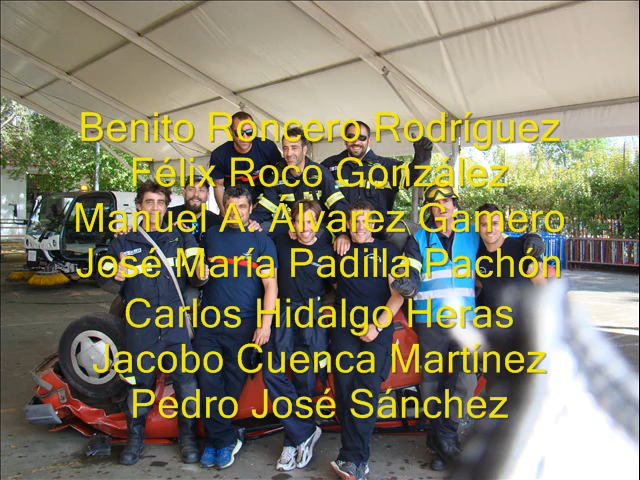 Benito Roncero Rodríguez
Félix Roco González
Manuel A. Álvarez Gamero
José María Padilla Pachón
Carlos Hidalgo Heras
Jacobo Cuenca Martínez
Pedro José Sánchez